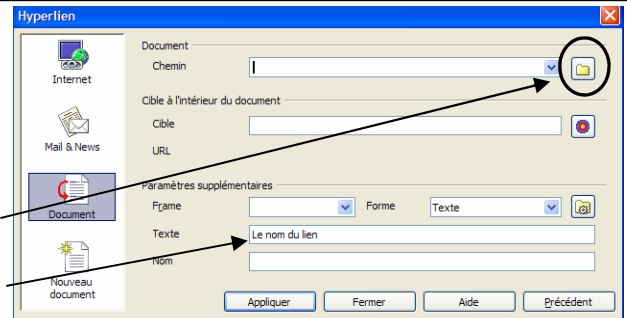 Hyperlien
Internet
Mail & News
Document
Nouveau
document
Document
Chemin
Cible à l'intérieur du document
Cible
URL
Paramètres supplémentaires
Frame
Forme
Texte
Texte
Le nom du lien
Nom
Appliquer
Fermer
Aide
Précédent